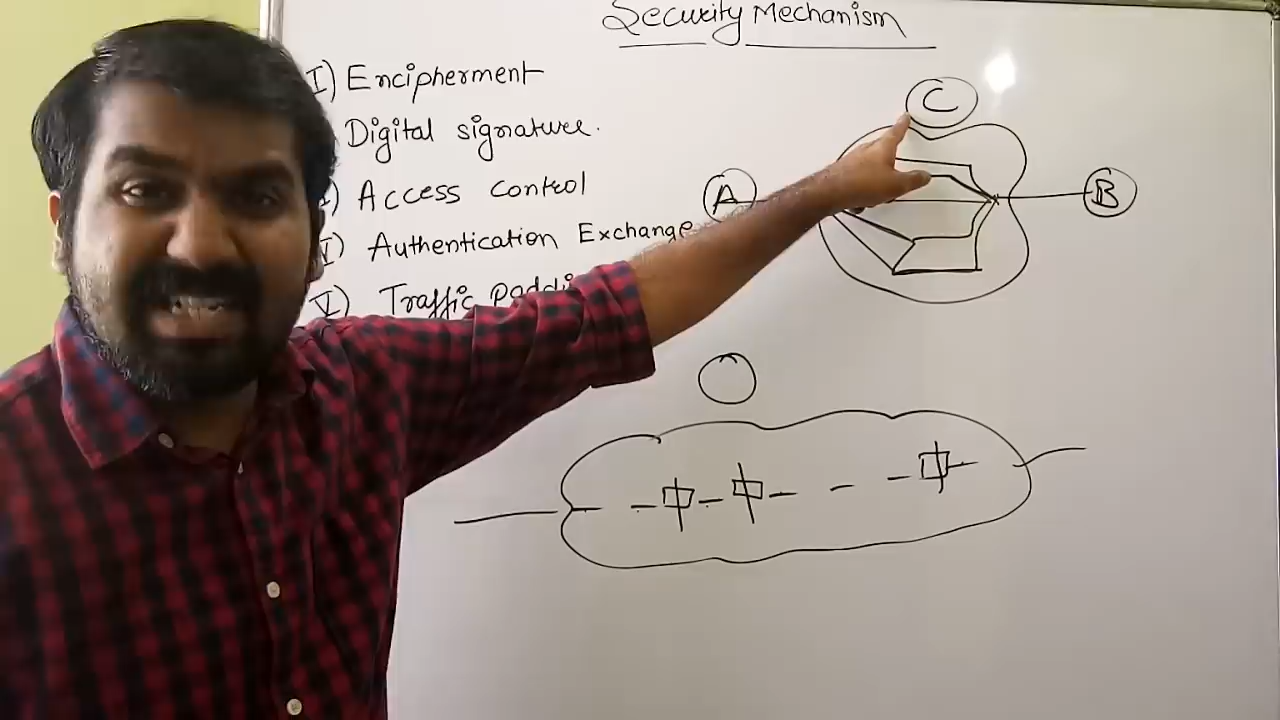 Security Mechanism
I) Encipherment
Digital signature.
) Access control
I) Authentication Exchange
V) Traffic
C
A
B